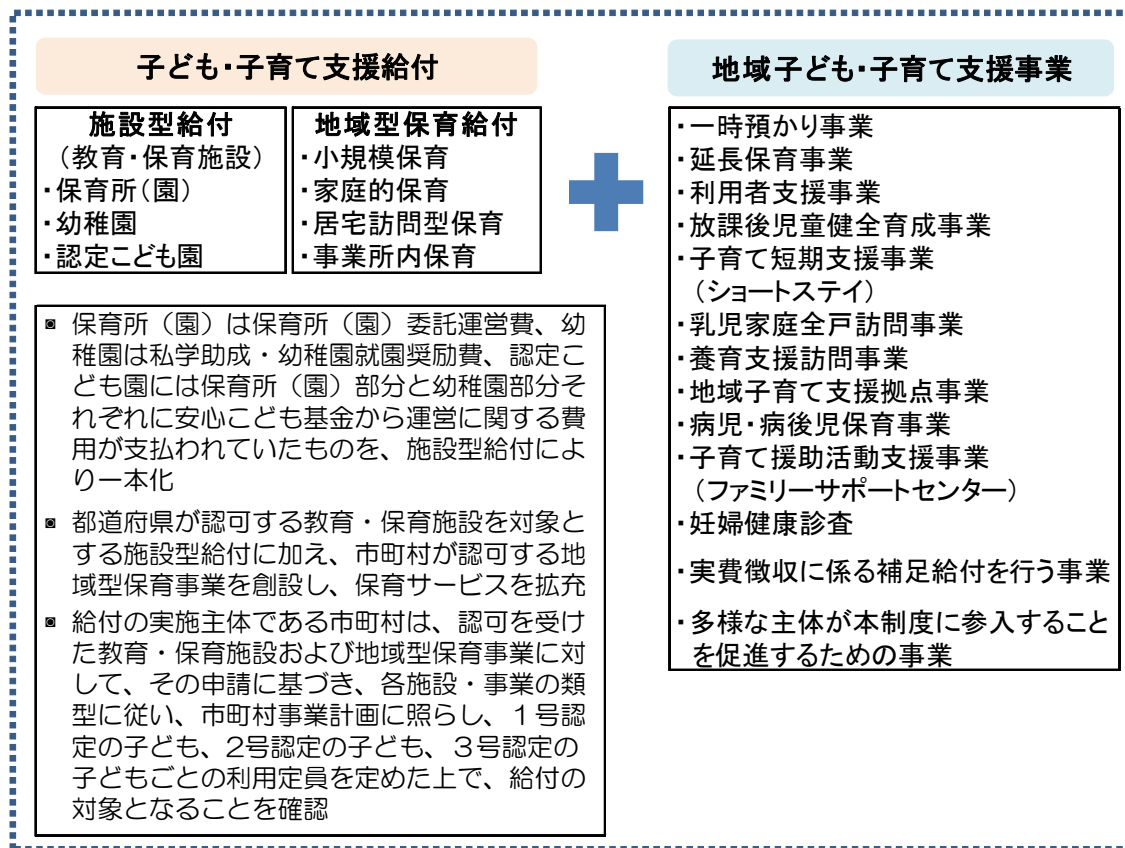 子ども・子育て支援給付
施設型給付
（教育・保育施設）
・保育所（園）
・幼稚園
・認定こども園
地域型保育給付
・小規模保育
・家庭的保育
・居宅訪問型保育
・事業所内保育
◙ 保育所（園）は保育所（園）委託運営費、幼
稚園は私学助成・幼稚園就園奨励費、認定こ
ども園には保育所（園）部分と幼稚園部分そ
れぞれに安心こども基金から運営に関する費
用が支払われていたものを、施設型給付によ
り一本化
◙ 都道府県が認可する教育・保育施設を対象と
する施設型給付に加え、市町村が認可する地
域型保育事業を創設し、保育サービスを拡充
◙ 給付の実施主体である市町村は、認可を受け
た教育・保育施設および地域型保育事業に対
して、その申請に基づき、各施設・事業の類
型に従い、市町村事業計画に照らし、１号認
定の子ども、2号認定の子ども、３号認定の
子どもごとの利用定員を定めた上で、給付の
対象となることを確認
地域子ども・子育て支援事業
・一時預かり事業
・延長保育事業
・利用者支援事業
・放課後児童健全育成事業
・子育て短期支援事業
（ショートステイ）
・乳児家庭全戸訪問事業
・養育支援訪問事業
・地域子育て支援拠点事業
・病児・病後児保育事業
・子育て援助活動支援事業
（ファミリーサポートセンター）
・妊婦健康診査
・実費徴収に係る補足給付を行う事業
・多様な主体が本制度に参入すること
を促進するための事業